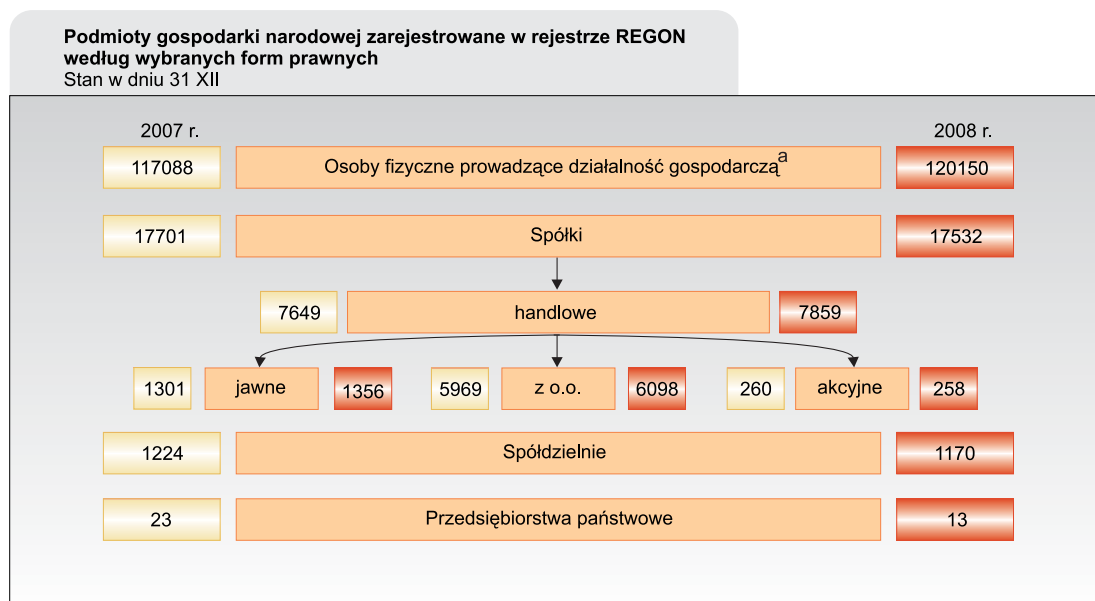 Podmioty gospodarki narodowej zarejestrowane w rejestrze REGON
według wybranych form prawnych
Stan w dniu 31 XII
2007 r. 2008 r.
117088 Osoby fizyczne prowadzące działalność gospodarczą a 120150
17701 Spółki 17532
7649 handlowe 7859
1301 jawne 1356 5969 z o.o. 6098 260 akcyjne 258
1224 Spółdzielnie 1170
23 Przedsiębiorstwa państwowe 13